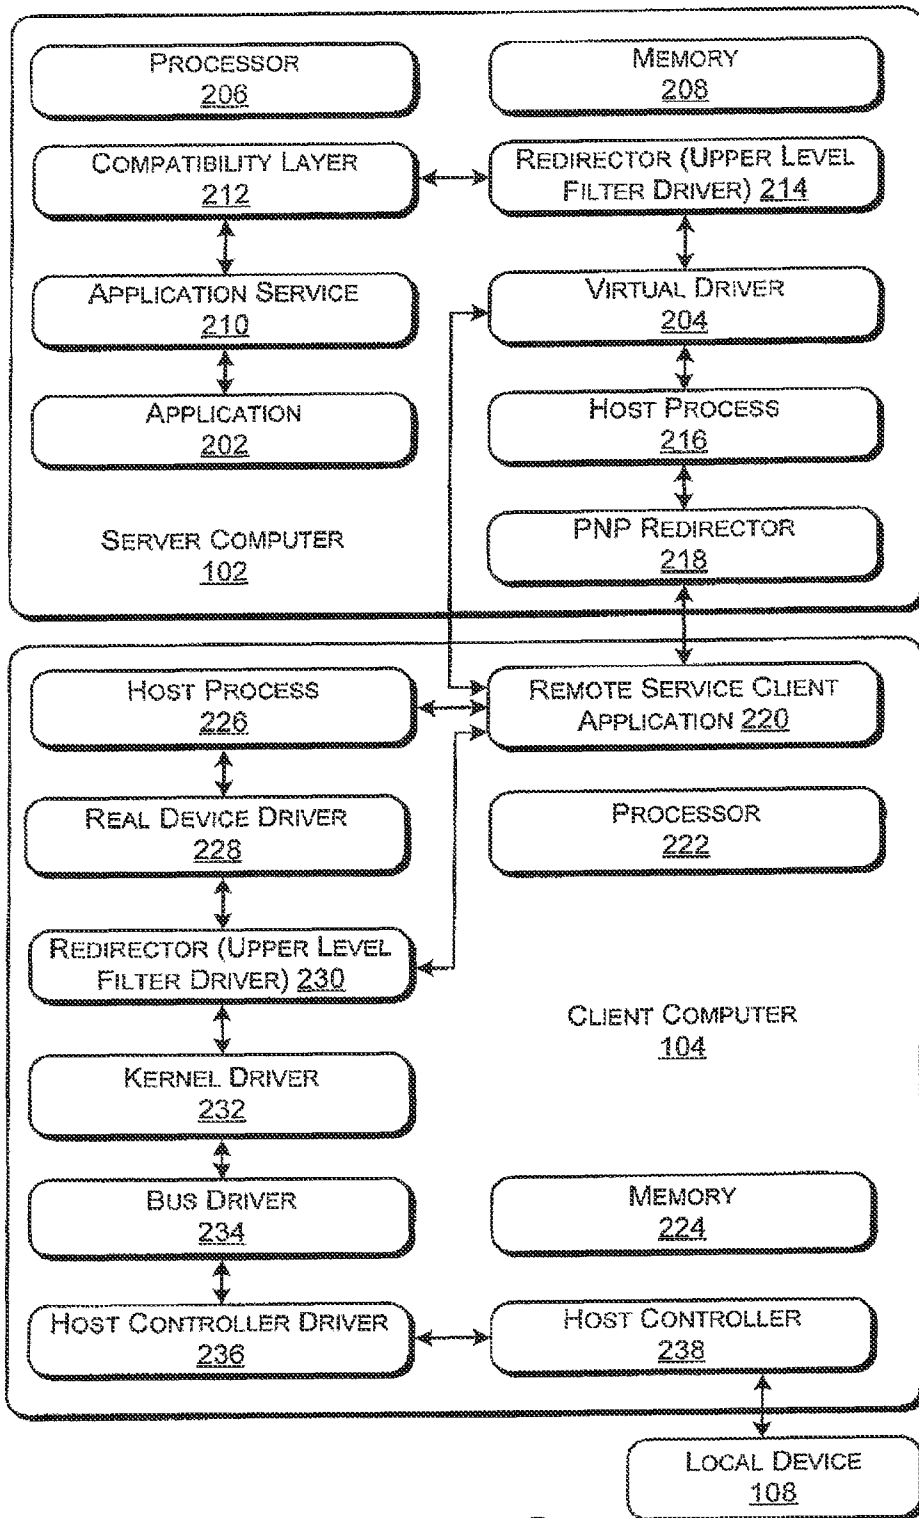 PROCESSOR
206
MEMORY
208
COMPATIBILITY LAYER
212
REDIRECTOR (UPPER LEVEL
FILTER DRIVER) 214
APPLICATION SERVICE
210
VIRTUAL DRIVER
204
APPLICATION
202
HOST PROCESS
216
SERVER COMPUTER
102
PNP REDIRECTOR
218
HOST PROCESS
226
REMOTE SERVICE CLIENT
APPLICATION 220
REAL DEVICE DRIVER
228
PROCESSOR
222
REDIRECTOR (UPPER LEVEL
FILTER DRIVER) 230
CLIENT COMPUTER
104
KERNEL DRIVER
232
BUS DRIVER
234
MEMORY
224
HOST CONTROLLER DRIVER
236
HOST CONTROLLER
238
LOCAL DEVICE
108